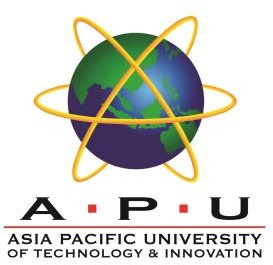 A · P · U
ASIA PACIFIC UNIVERSITY
OF TECHNOLOGY & INNOVATION